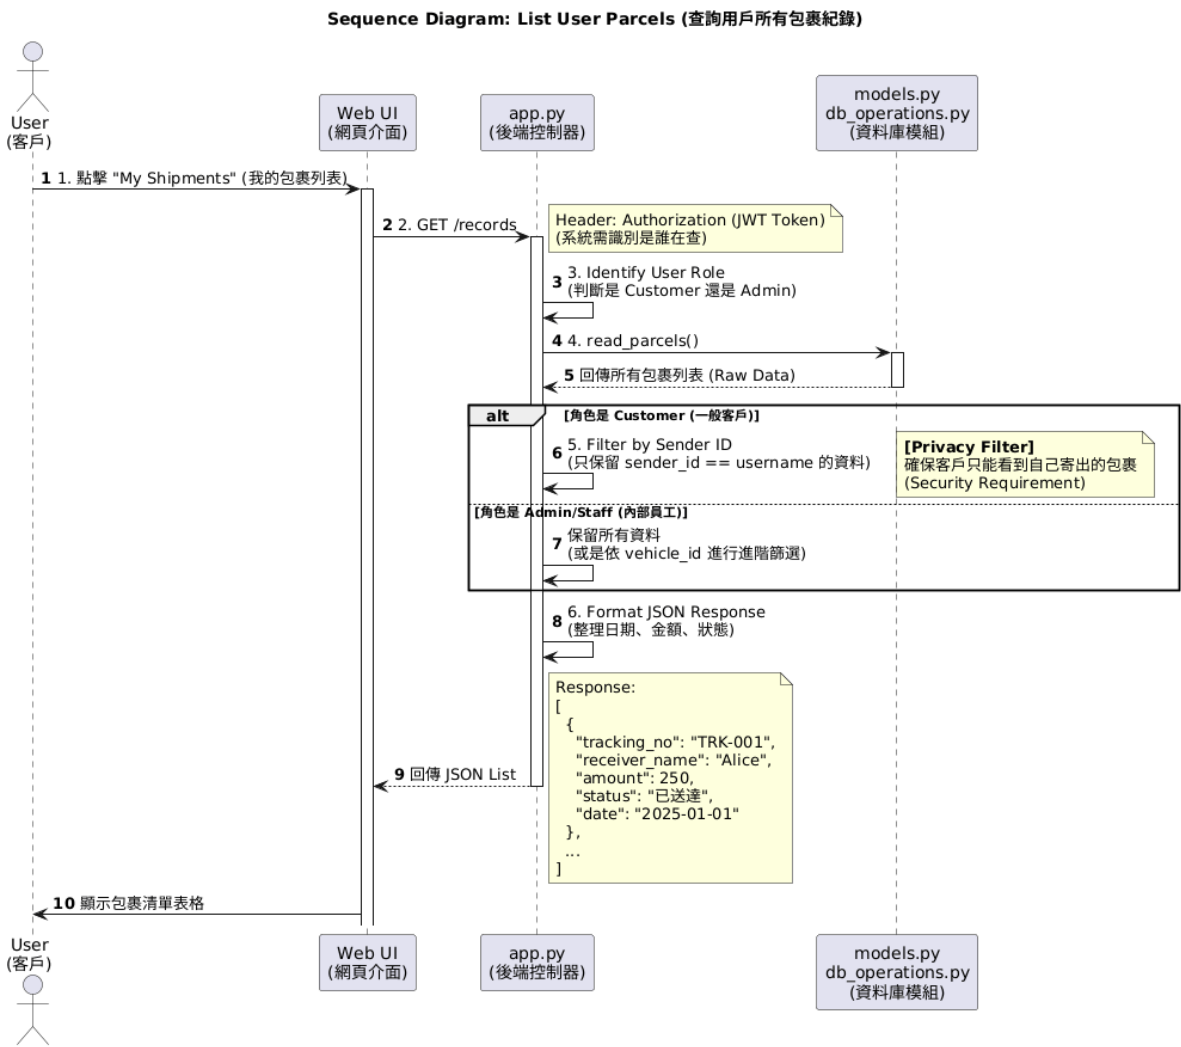 Sequence Diagram: List User Parcels (查詢用戶所有包裹紀錄)
User
(客戶)
Web UI
(網頁介面)
app.py
(後端控制器)
models.py
db_operations.py
(資料庫模組)
1 1. 點擊 "My Shipments" (我的包裹列表)
2 2. GET /records
Header: Authorization (JWT Token)
(系統需識別是誰在查)
3 3. Identify User Role
(判斷是 Customer 還是 Admin)
4 4. read_parcels()
5 回傳所有包裹列表 (Raw Data)
alt [角色是 Customer (一般客戶)]
6 5. Filter by Sender ID
(只保留 sender_id == username 的資料)
[Privacy Filter]
確保客戶只能看到自己寄出的包裹
(Security Requirement)
[角色是 Admin/Staff (內部員工)]
7 保留所有資料
(或是依 vehicle_id 進行進階篩選)
8 6. Format JSON Response
(整理日期、金額、狀態)
Response:
[
{
"tracking_no": "TRK-001",
"receiver_name": "Alice",
"amount": 250,
"status": "已送達",
"date": "2025-01-01"
},
...
]
9 回傳 JSON List
10 顯示包裹清單表格
User
(客戶)
Web UI
(網頁介面)
app.py
(後端控制器)
models.py
db_operations.py
(資料庫模組)